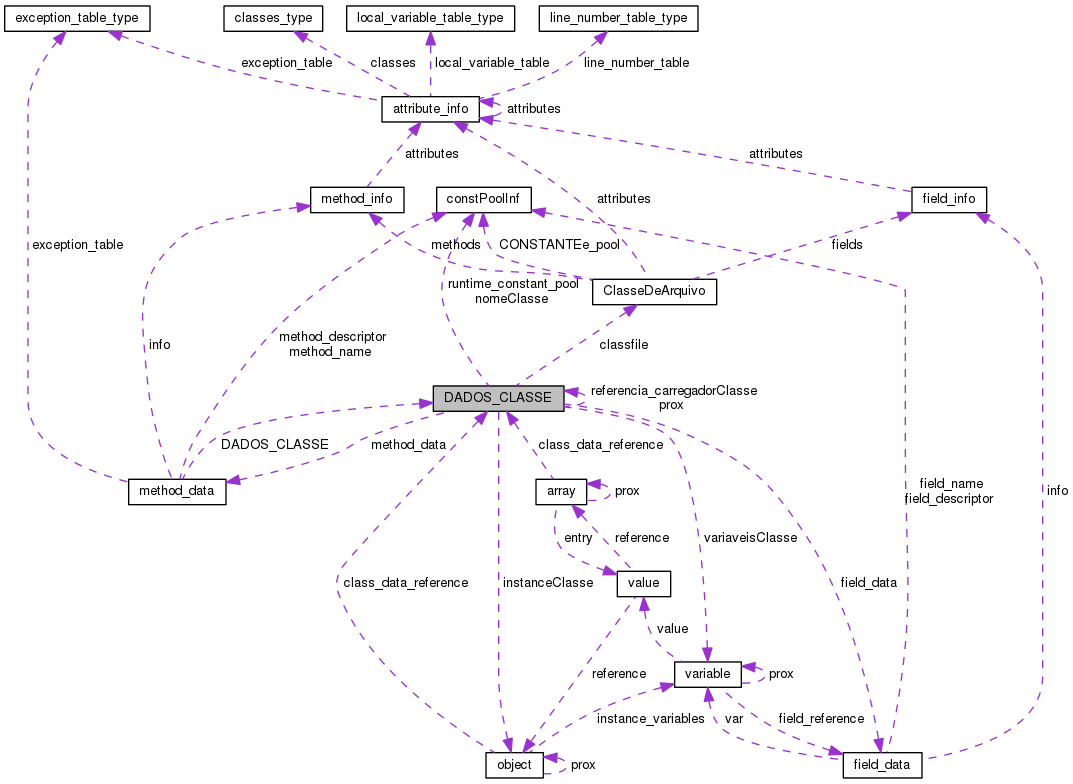 exception_table_type
classes_type
local_variable_table_type
line_number_table_type
exception_table
classes
local_variable_table
line_number_table
attribute_info
attributes
attributes
attributes
method_info
constPoolInf
field_info
attributes
exception_table
methods
CONSTANTEe_pool
fields
runtime_constant_pool
nomeClasse
ClasseDeArquivo
info
method_descriptor
method_name
classfile
DADOS_CLASSE
referencia_carregadorClasse
prox
DADOS_CLASSE
method_data
class_data_reference
method_data
array
prox
field_name
field_descriptor
info
entry
reference
variaveisClasse
class_data_reference
instanceClasse
value
field_data
value
reference
variable
prox
instance_variables
var
field_reference
object
prox
field_data